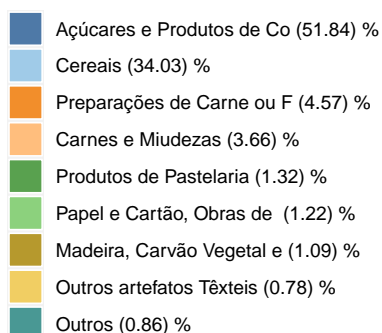 Açúcares e Produtos de Co (51.84) %
Cereais (34.03) %
Preparações de Carne ou F (4.57) %
Carnes e Miudezas (3.66) %
Produtos de Pastelaria (1.32) %
Papel e Cartão, Obras de  (1.22) %
Madeira, Carvão Vegetal e (1.09) %
Outros artefatos Têxteis (0.78) %
Outros (0.86) %